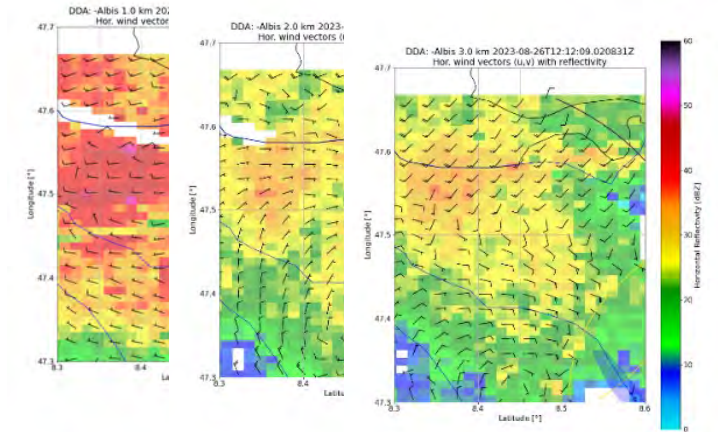 DDA: -Albis 1.0 km 202
Hor. wind vectors
47.7
47.6
47.5
47.4
47.3
8.3
8.4
Longitude [°]
L
DDA: -Albis 2.0 km 2023-
Hor. wind vectors (u
47.7
47.6
47.5
47.4
47.3
8.3
8.4
Longitude [°]
Latitu
DDA: -Albis 3.0 km 2023-08-26T12:12:09.020831Z
Hor. wind vectors (u,v) with reflectivity
47.7
47.6
47.5
47.4
47.3
8.3
8.4
8.5
8.6
Longitude [°]
Latitude [°]
60
50
40
30
20
10
0
Horizontal Reflectivity [dBZ]